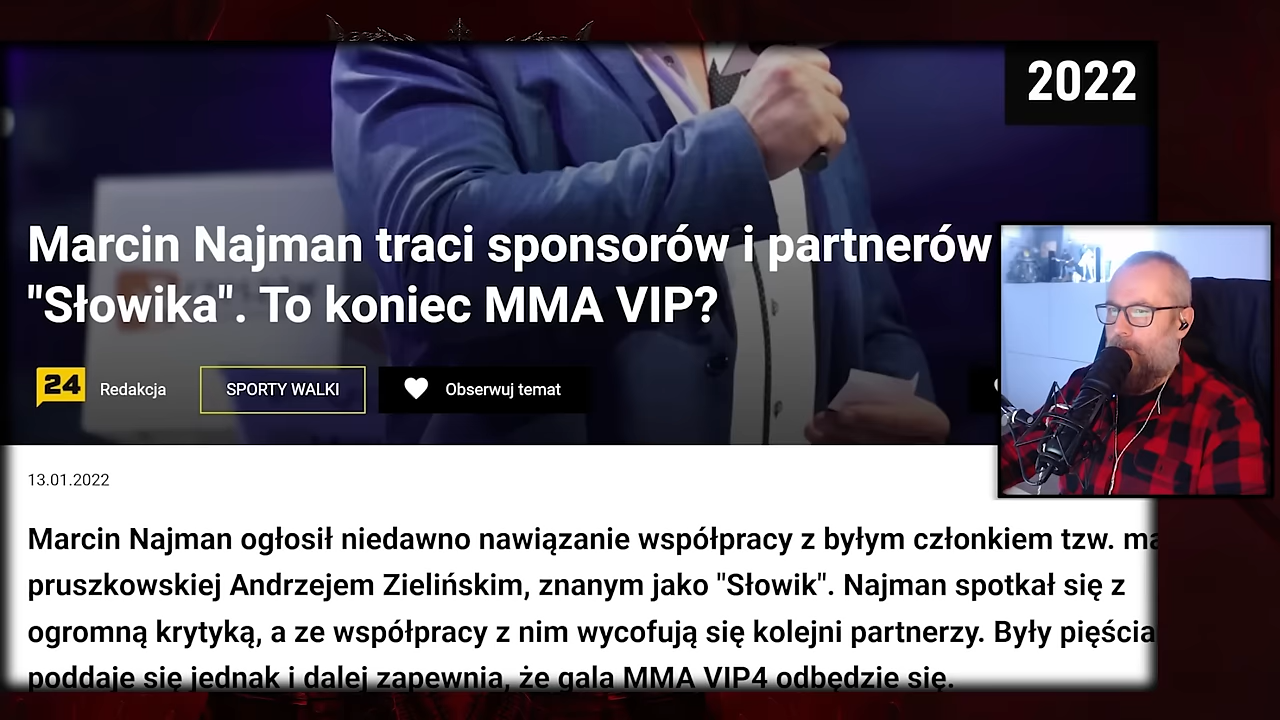 2022
Marcin Najman traci sponsorów i partnerów
"Słowika". To koniec MMA VIP?
24 Redakcja SPORTY WALKI Obserwuj temat
13.01.2022
Marcin Najman ogłosił niedawno nawiązanie współpracy z byłym członkiem tzw.
pruszkowskiej Andrzejem Zielińskim, znanym jako "Słowik". Najman spotkał się z
ogromną krytyką, a ze współpracy z nim wycofują się kolejni partnerzy. Były
poddaje się jednak i dalej zapewnia, że gala MMA VIP4 odbędzie się.